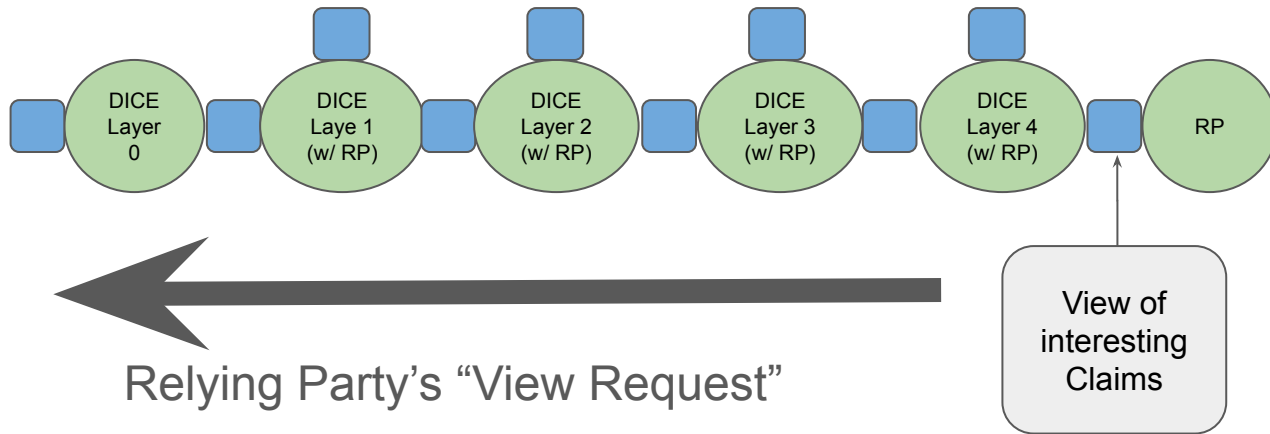 DICE
Layer
0
DICE
Laye 1
(w/ RP)
DICE
Layer 2
(w/ RP)
DICE
Layer 3
(w/ RP)
DICE
Layer 4
(w/ RP)
RP
View of
interesting
Claims
Relying Party’s “View Request”